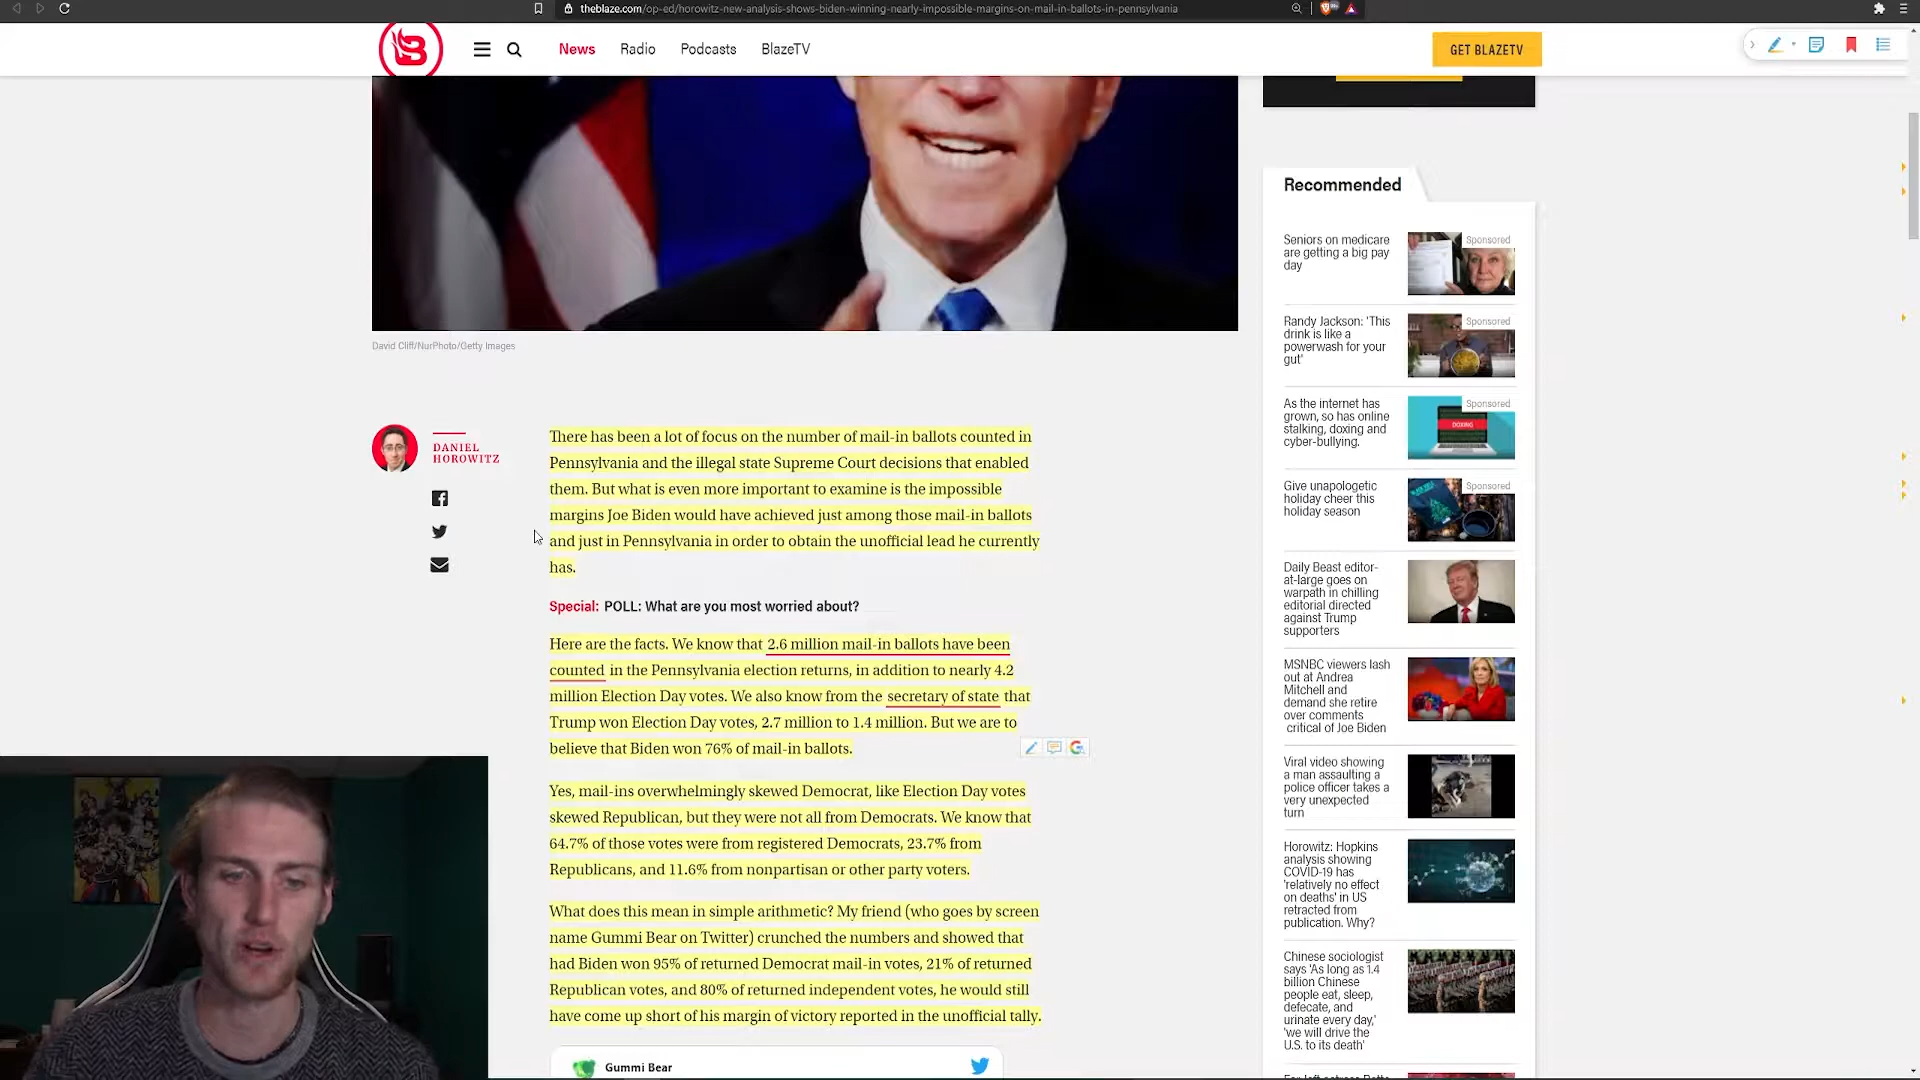 theblaze.com/op-ed/horowitz-new-analysis-shows-biden-winning-nearly-impossible-margins-on-mail-in-ballots-in-pennsylvania
News
Radio
Podcasts
BlazeTV
GET BLAZETV
David Cliff/NurPhoto/Getty Images
DANIEL
HOROWITZ
There has been a lot of focus on the number of mail-in ballots counted in
Pennsylvania and the illegal state Supreme Court decisions that enabled
them. But what is even more important to examine is the impossible
margins Joe Biden would have achieved just among those mail-in ballots
and just in Pennsylvania in order to obtain the unofficial lead he currently
has.
Special: POLL: What are you most worried about?
Here are the facts. We know that 2.6 million mail-in ballots have been
counted in the Pennsylvania election returns, in addition to nearly 4.2
million Election Day votes. We also know from the secretary of state that
Trump won Election Day votes, 2.7 million to 1.4 million. But we are to
believe that Biden won 76% of mail-in ballots.
Yes, mail-ins overwhelmingly skewed Democrat, like Election Day votes
skewed Republican, but they were not all from Democrats. We know that
64.7% of those votes were from registered Democrats, 23.7% from
Republicans, and 11.6% from nonpartisan or other party voters.
What does this mean in simple arithmetic? My friend (who goes by screen
name Gummi Bear on Twitter) crunched the numbers and showed that
had Biden won 95% of returned Democrat mail-in votes, 21% of returned
Republican votes, and 80% of returned independent votes, he would still
have come up short of his margin of victory reported in the unofficial tally.
Gummi Bear
Recommended
Seniors on medicare
are getting a big pay
day
Sponsored
Randy Jackson: 'This
drink is like a
powerwash for your
gut'
Sponsored
As the internet has
grown, so has online
stalking, doxing and
cyber-bullying.
Sponsored
DOXING
Give unapologetic
holiday cheer this
holiday season
Sponsored
Daily Beast editor-
at-large goes on
warpath in chilling
editorial directed
against Trump
supporters
MSNBC viewers lash
out at Andrea
Mitchell and
demand she retire
over comments
critical of Joe Biden
Viral video showing
a man assaulting a
police officer takes a
very unexpected
turn
Horowitz: Hopkins
analysis showing
COVID-19 has
'relatively no effect
on deaths' in US
retracted from
publication. Why?
Chinese sociologist
says 'As long as 1.4
billion Chinese
people eat, sleep,
defecate, and
urinate every day,'
'we will drive the
U.S. to its death'